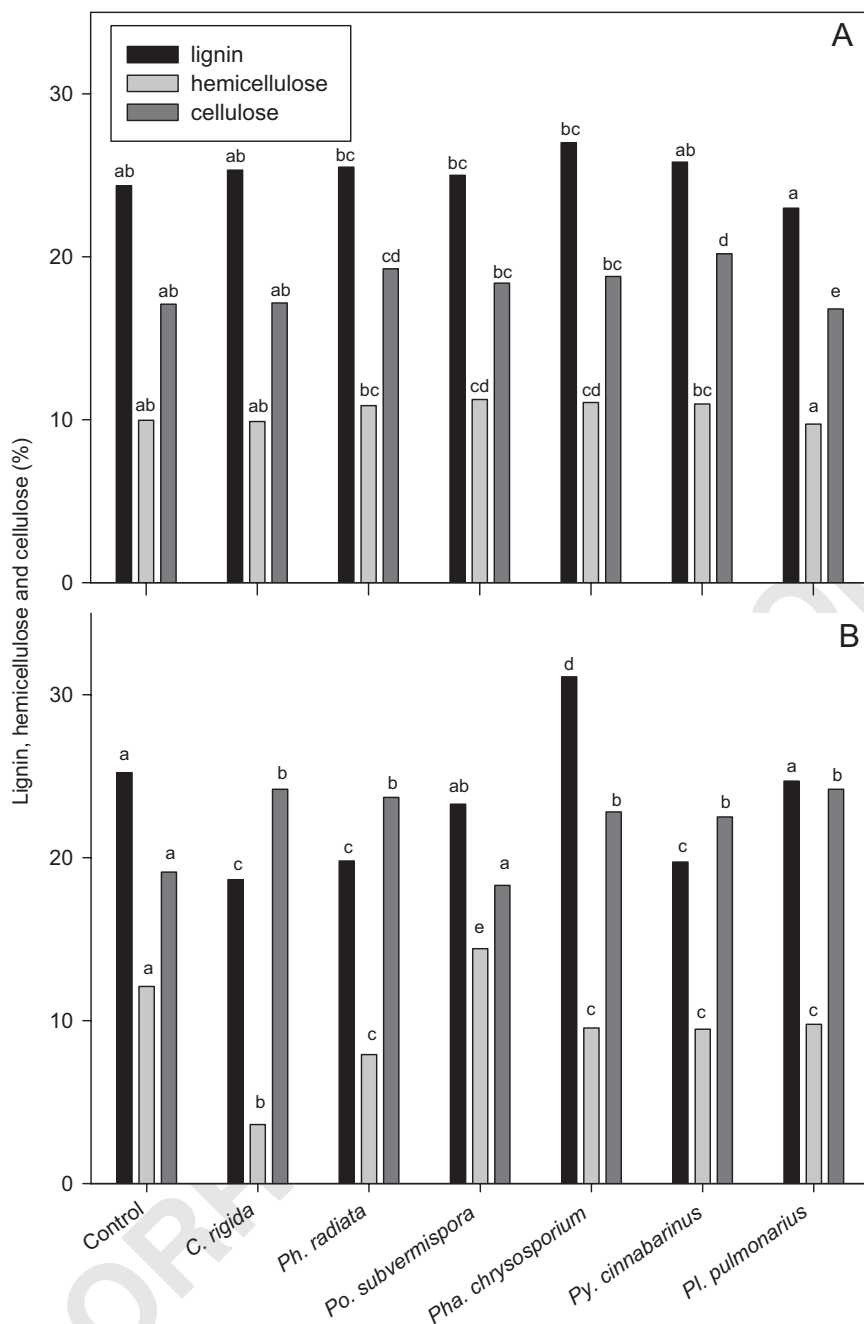 A
lignin
hemicellulose
cellulose
30
20
10
0
ab ab bc bc bc ab a
ab ab cd bc bc d e
ab ab bc cd cd bc a
Lignin, hemicellulose and cellulose (%)
B
30
20
10
0
a c c ab d c a
a b b a b b b
a b c e c c c
Control
C. rigida
Ph. radiata
Po. subvermispora
Pha. chrysosporium
Py. cinnabarinus
Pl. pulmonarius